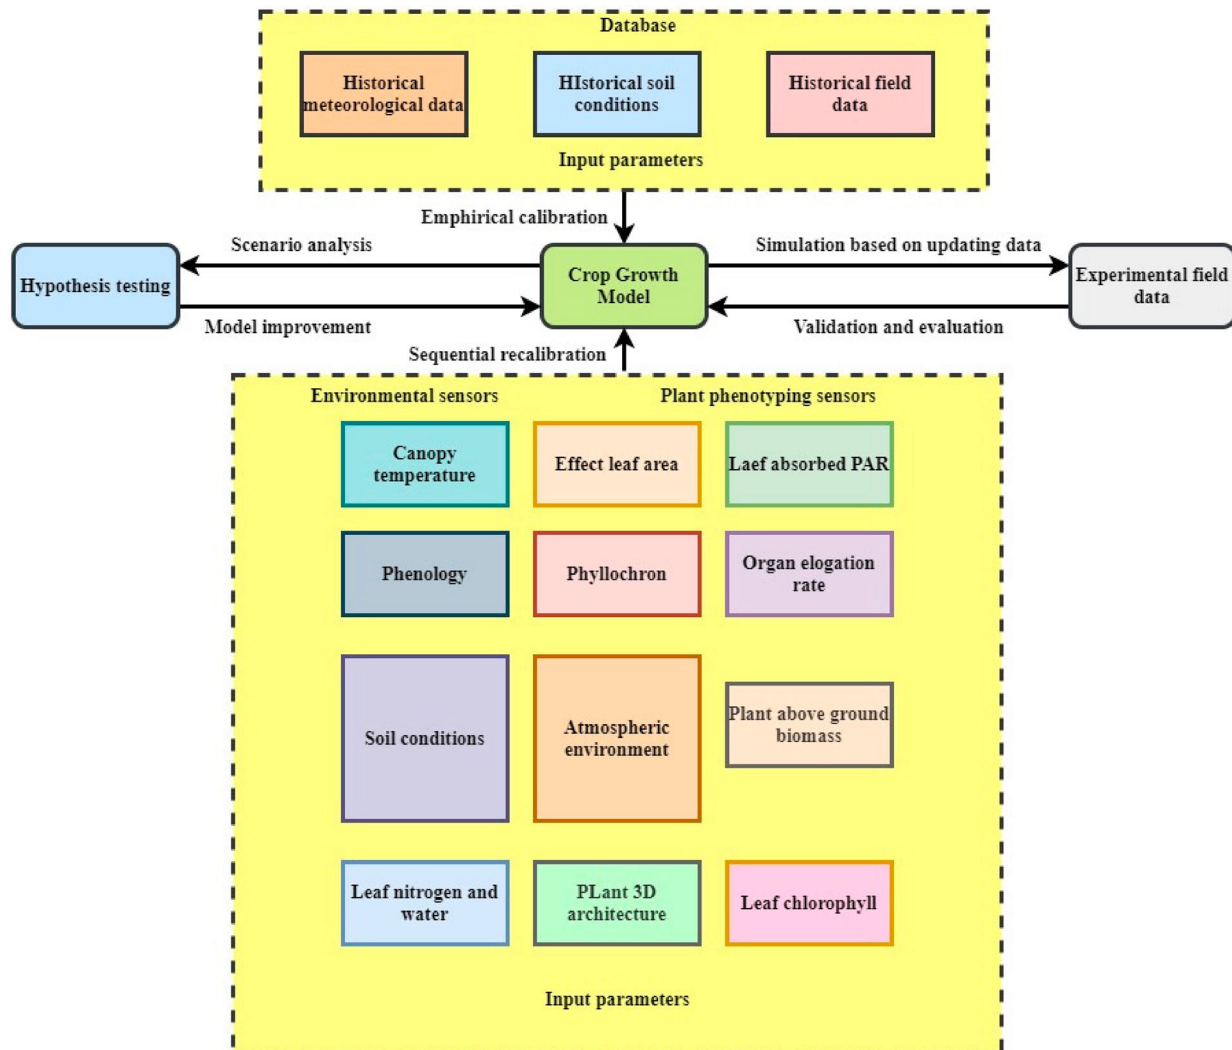 Database
Historical
meteorological data
HIstorical soil
conditions
Historical field
data
Input parameters
Emphirical calibration
Scenario analysis
Simulation based on updating data
Hypothesis testing
Crop Growth
Model
Experimental field
data
Model improvement
Validation and evaluation
Sequential recalibration
Environmental sensors
Plant phenotyping sensors
Canopy
temperature
Effect leaf area
Laef absorbed PAR
Phenology
Phyllochron
Organ elogation
rate
Soil conditions
Atmospheric
environment
Plant above ground
biomass
Leaf nitrogen and
water
PLant 3D
architecture
Leaf chlorophyll
Input parameters